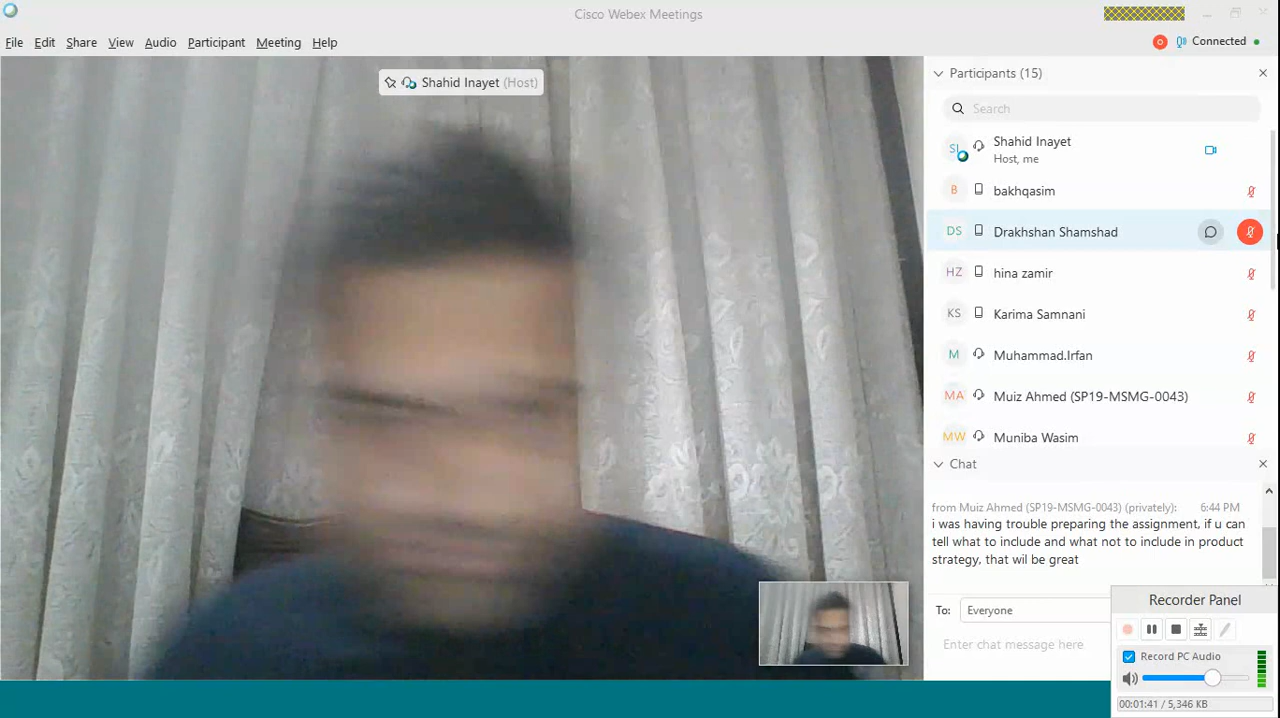 Cisco Webex Meetings
File Edit Share View Audio Participant Meeting Help
Connected
Shahid Inayet (Host)
Participants (15)
Search
SI Shahid Inayet
Host, me
B bakhqasim
DS Drakhshan Shamshad
HZ hina zamir
KS Karima Samnani
M Muhammad.Irfan
MA Muiz Ahmed (SP19-MSMG-0043)
MW Muniba Wasim
Chat
from Muiz Ahmed (SP19-MSMG-0043) (privately): 6:44 PM
i was having trouble preparing the assignment, if u can
tell what to include and what not to include in product
strategy, that wil be great
To: Everyone
Enter chat message here
Recorder Panel
Record PC Audio
00:01:41 / 5,346 KB